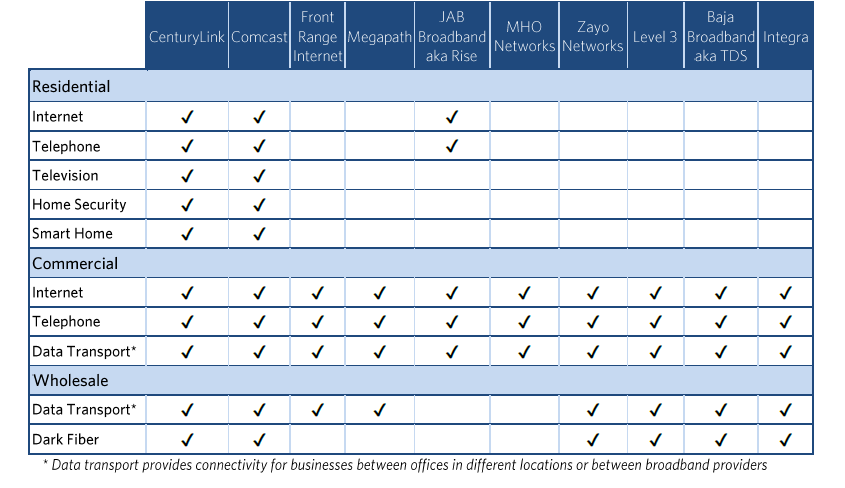 CenturyLink Comcast Front Range Internet Megapath JAB Broadband aka Rise MHO Networks Zayo Networks Level 3 Baja Broadband aka TDS Integra
Residential
Internet ✓ ✓ ✓
Telephone ✓ ✓ ✓
Television ✓ ✓
Home Security ✓ ✓
Smart Home ✓ ✓
Commercial
Internet ✓ ✓ ✓ ✓ ✓ ✓ ✓ ✓ ✓ ✓
Telephone ✓ ✓ ✓ ✓ ✓ ✓ ✓ ✓ ✓ ✓
Data Transport* ✓ ✓ ✓ ✓ ✓ ✓ ✓ ✓ ✓ ✓
Wholesale
Data Transport* ✓ ✓ ✓ ✓ ✓ ✓ ✓ ✓
Dark Fiber ✓ ✓ ✓ ✓ ✓ ✓
* Data transport provides connectivity for businesses between offices in different locations or between broadband providers